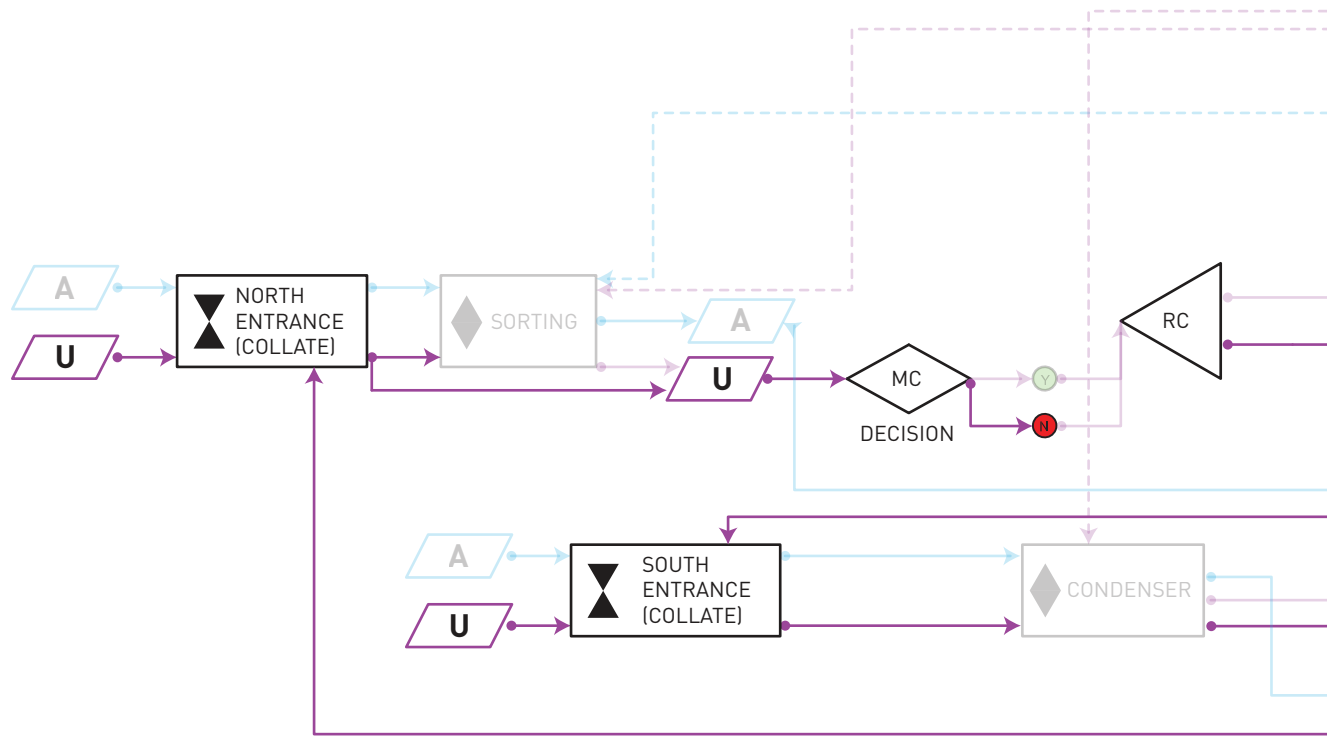 A
NORTH
ENTRANCE
(COLLATE)
U
SORTING
A
U
MC
DECISION
Y
N
RC
A
SOUTH
ENTRANCE
(COLLATE)
U
CONDENSER